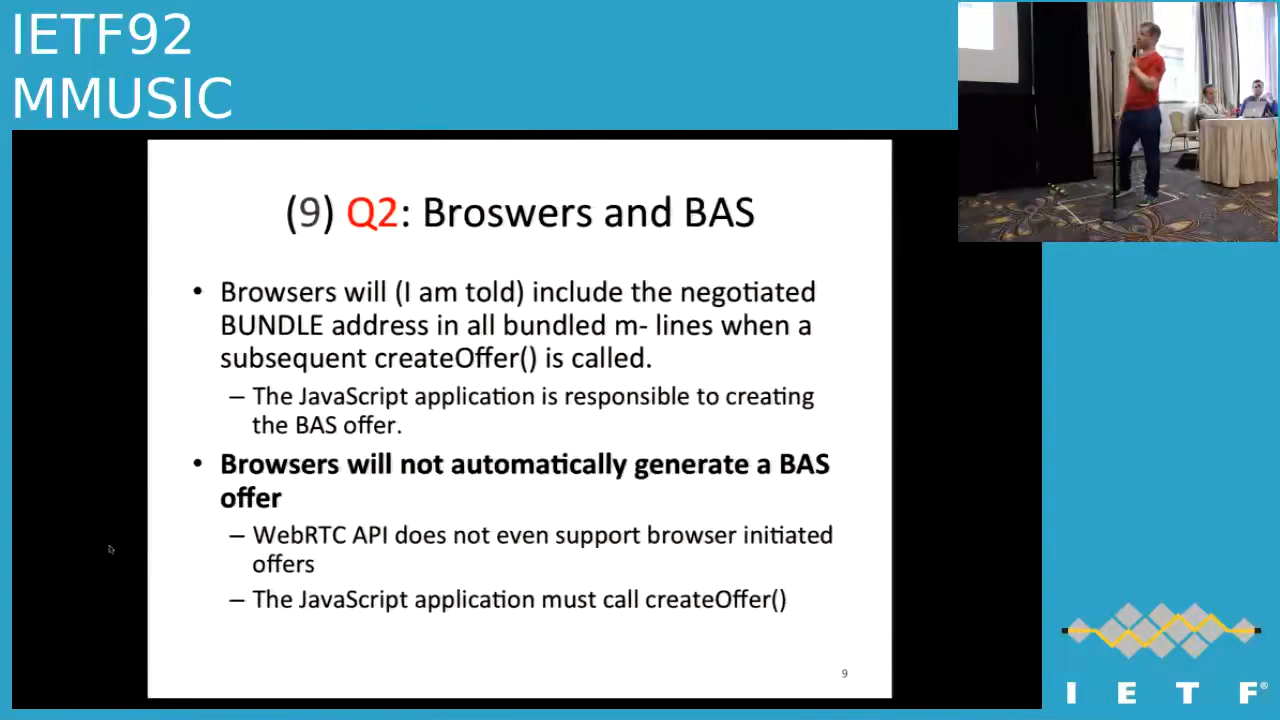 IETF92
MMUSIC
(9) Q2: Broswers and BAS
• Browsers will (I am told) include the negotiated
BUNDLE address in all bundled m- lines when a
subsequent createOffer() is called.
– The JavaScript application is responsible to creating
the BAS offer.
• Browsers will not automatically generate a BAS
offer
– WebRTC API does not even support browser initiated
offers
– The JavaScript application must call createOffer()
9
I E T F®